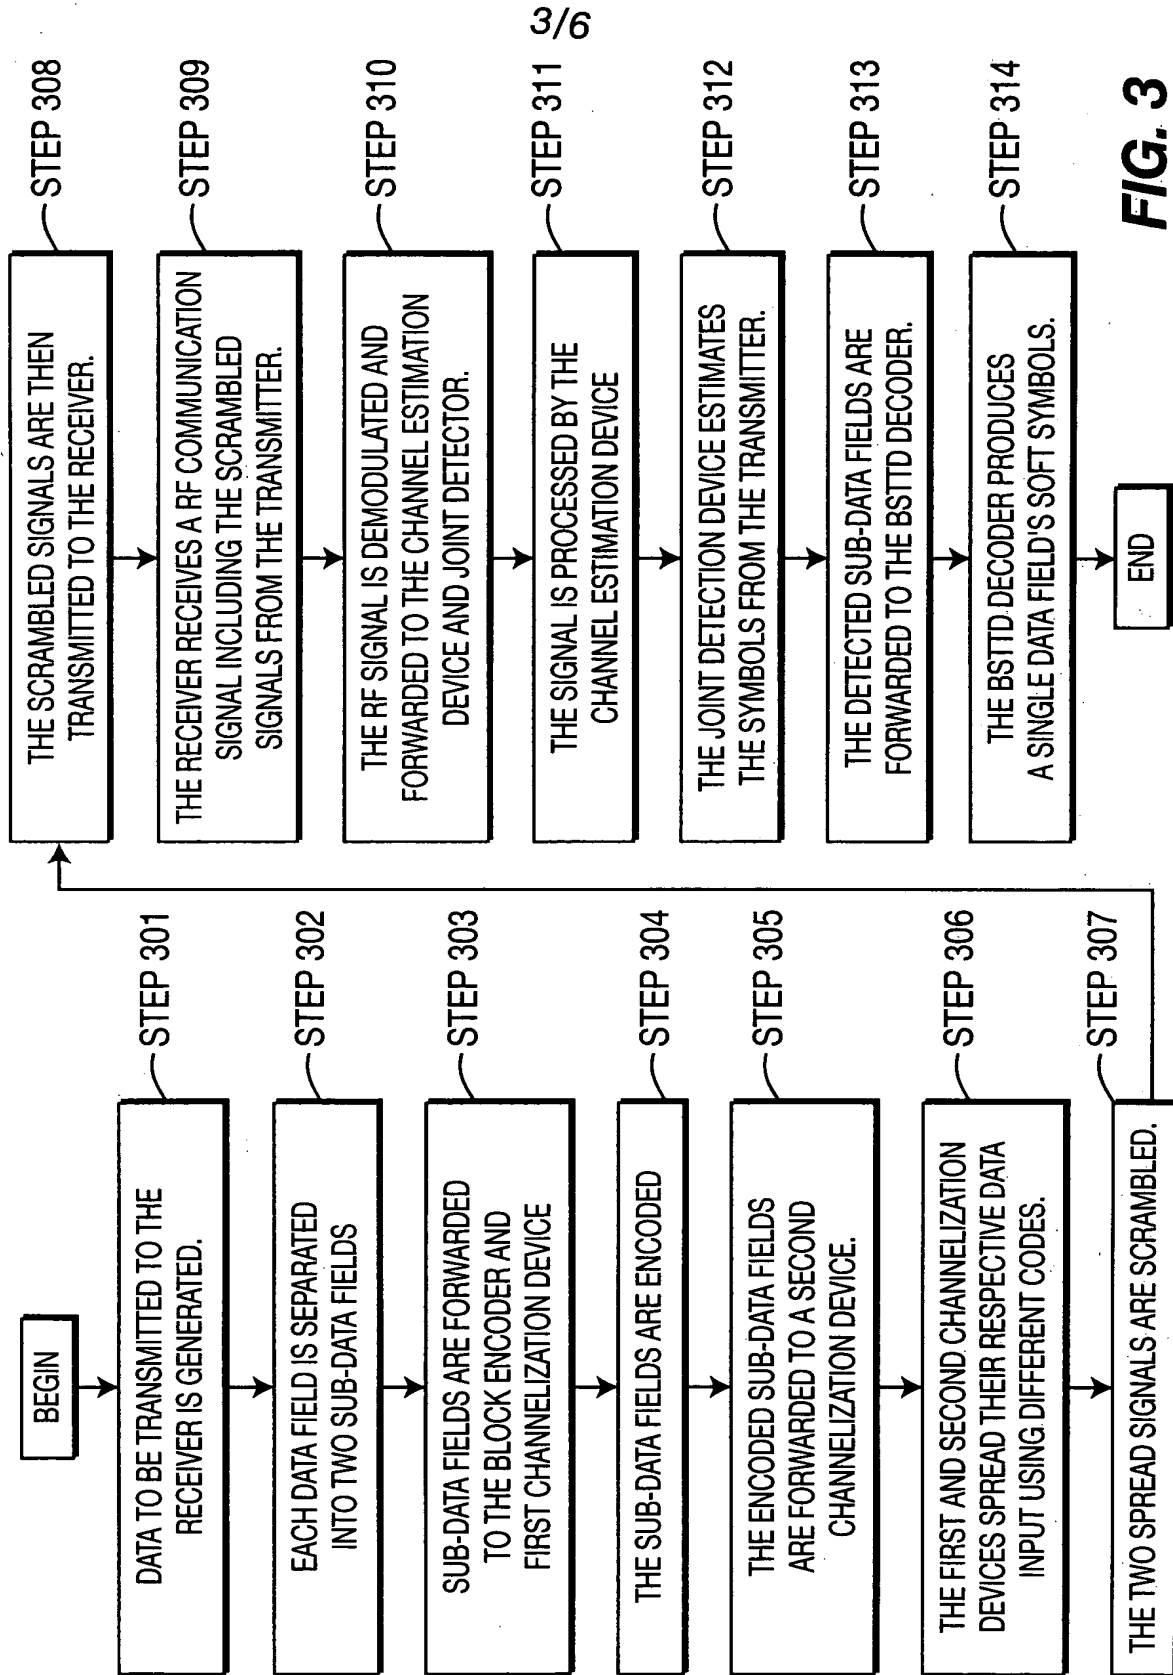 3/6
BEGIN
DATA TO BE TRANSMITTED TO THE
RECEIVER IS GENERATED.
STEP 301
EACH DATA FIELD IS SEPARATED
INTO TWO SUB-DATA FIELDS
STEP 302
SUB-DATA FIELDS ARE FORWARDED
TO THE BLOCK ENCODER AND
FIRST CHANNELIZATION DEVICE
STEP 303
THE SUB-DATA FIELDS ARE ENCODED
STEP 304
THE ENCODED SUB-DATA FIELDS
ARE FORWARDED TO A SECOND
CHANNELIZATION DEVICE.
STEP 305
THE FIRST AND SECOND CHANNELIZATION
DEVICES SPREAD THEIR RESPECTIVE DATA
INPUT USING DIFFERENT CODES.
STEP 306
THE TWO SPREAD SIGNALS ARE SCRAMBLED.
STEP 307
THE SCRAMBLED SIGNALS ARE THEN
TRANSMITTED TO THE RECEIVER.
STEP 308
THE RECEIVER RECEIVES A RF COMMUNICATION
SIGNAL INCLUDING THE SCRAMBLED
SIGNALS FROM THE TRANSMITTER.
STEP 309
THE RF SIGNAL IS DEMODULATED AND
FORWARDED TO THE CHANNEL ESTIMATION
DEVICE AND JOINT DETECTOR.
STEP 310
THE SIGNAL IS PROCESSED BY THE
CHANNEL ESTIMATION DEVICE
STEP 311
THE JOINT DETECTION DEVICE ESTIMATES
THE SYMBOLS FROM THE TRANSMITTER.
STEP 312
THE DETECTED SUB-DATA FIELDS ARE
FORWARDED TO THE BSTTD DECODER.
STEP 313
THE BSTTD DECODER PRODUCES
A SINGLE DATA FIELD'S SOFT SYMBOLS.
STEP 314
END
FIG. 3